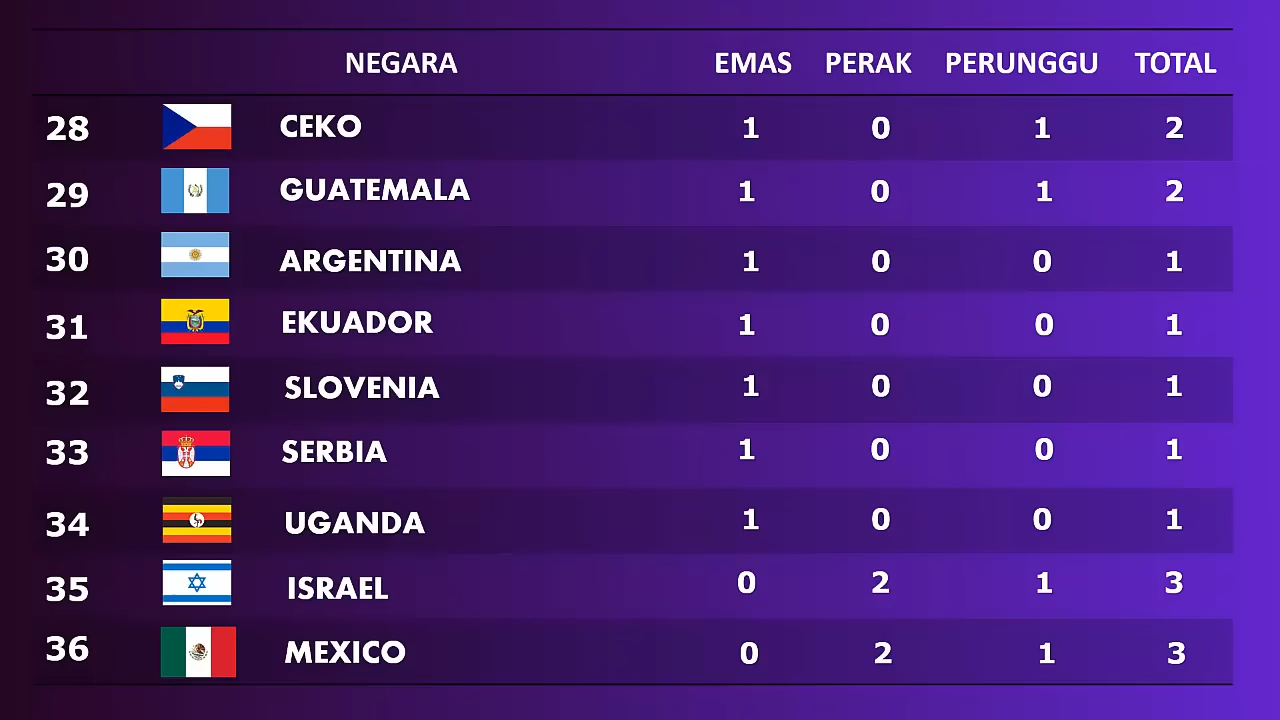 NEGARA EMAS PERAK PERUNGGU TOTAL
28 CEKO 1 0 1 2
29 GUATEMALA 1 0 1 2
30 ARGENTINA 1 0 0 1
31 EKUADOR 1 0 0 1
32 SLOVENIA 1 0 0 1
33 SERBIA 1 0 0 1
34 UGANDA 1 0 0 1
35 ISRAEL 0 2 1 3
36 MEXICO 0 2 1 3